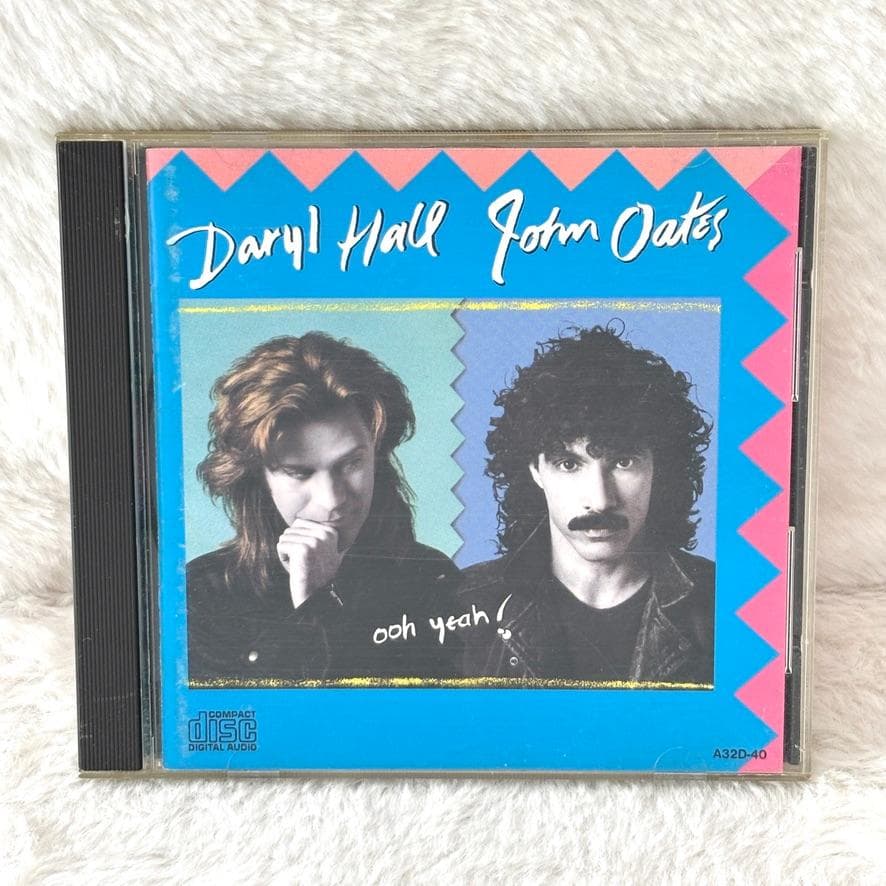 Daryl Hall John Oates
ooh yeah!
COMPACT
disc
DIGITAL AUDIO
A32D-40